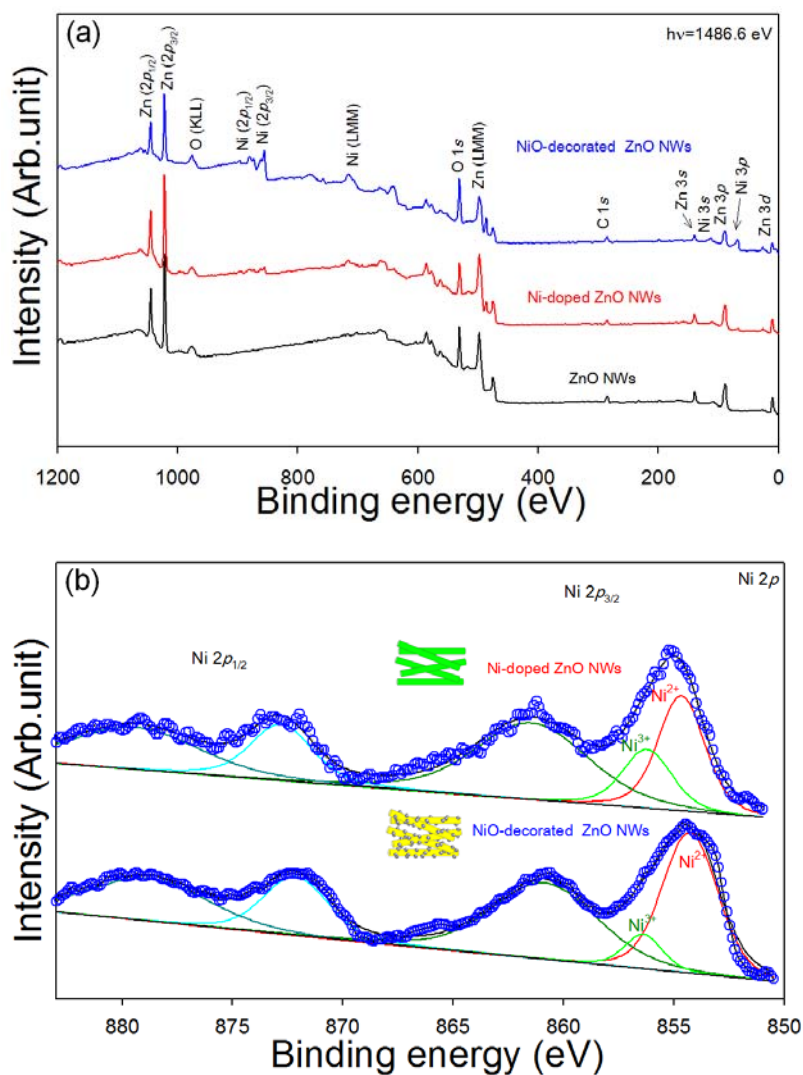 (a)
hν=1486.6 eV
Zn (2p1/2)
Zn (2p3/2)
O (KLL)
Ni (2p1/2)
Ni (2p3/2)
Ni (LMM)
O 1s
Zn (LMM)
C 1s
Zn 3s
Ni 3s
Zn 3p
Ni 3p
Zn 3d
NiO-decorated ZnO NWs
Ni-doped ZnO NWs
ZnO NWs
Intensity (Arb.unit)
1200 1000 800 600 400 200 0
Binding energy (eV)
(b)
Ni 2p
Ni 2p3/2
Ni 2p1/2
Ni-doped ZnO NWs
Ni2+
Ni3+
NiO-decorated ZnO NWs
Ni2+
Ni3+
Intensity (Arb.unit)
880 875 870 865 860 855 850
Binding energy (eV)